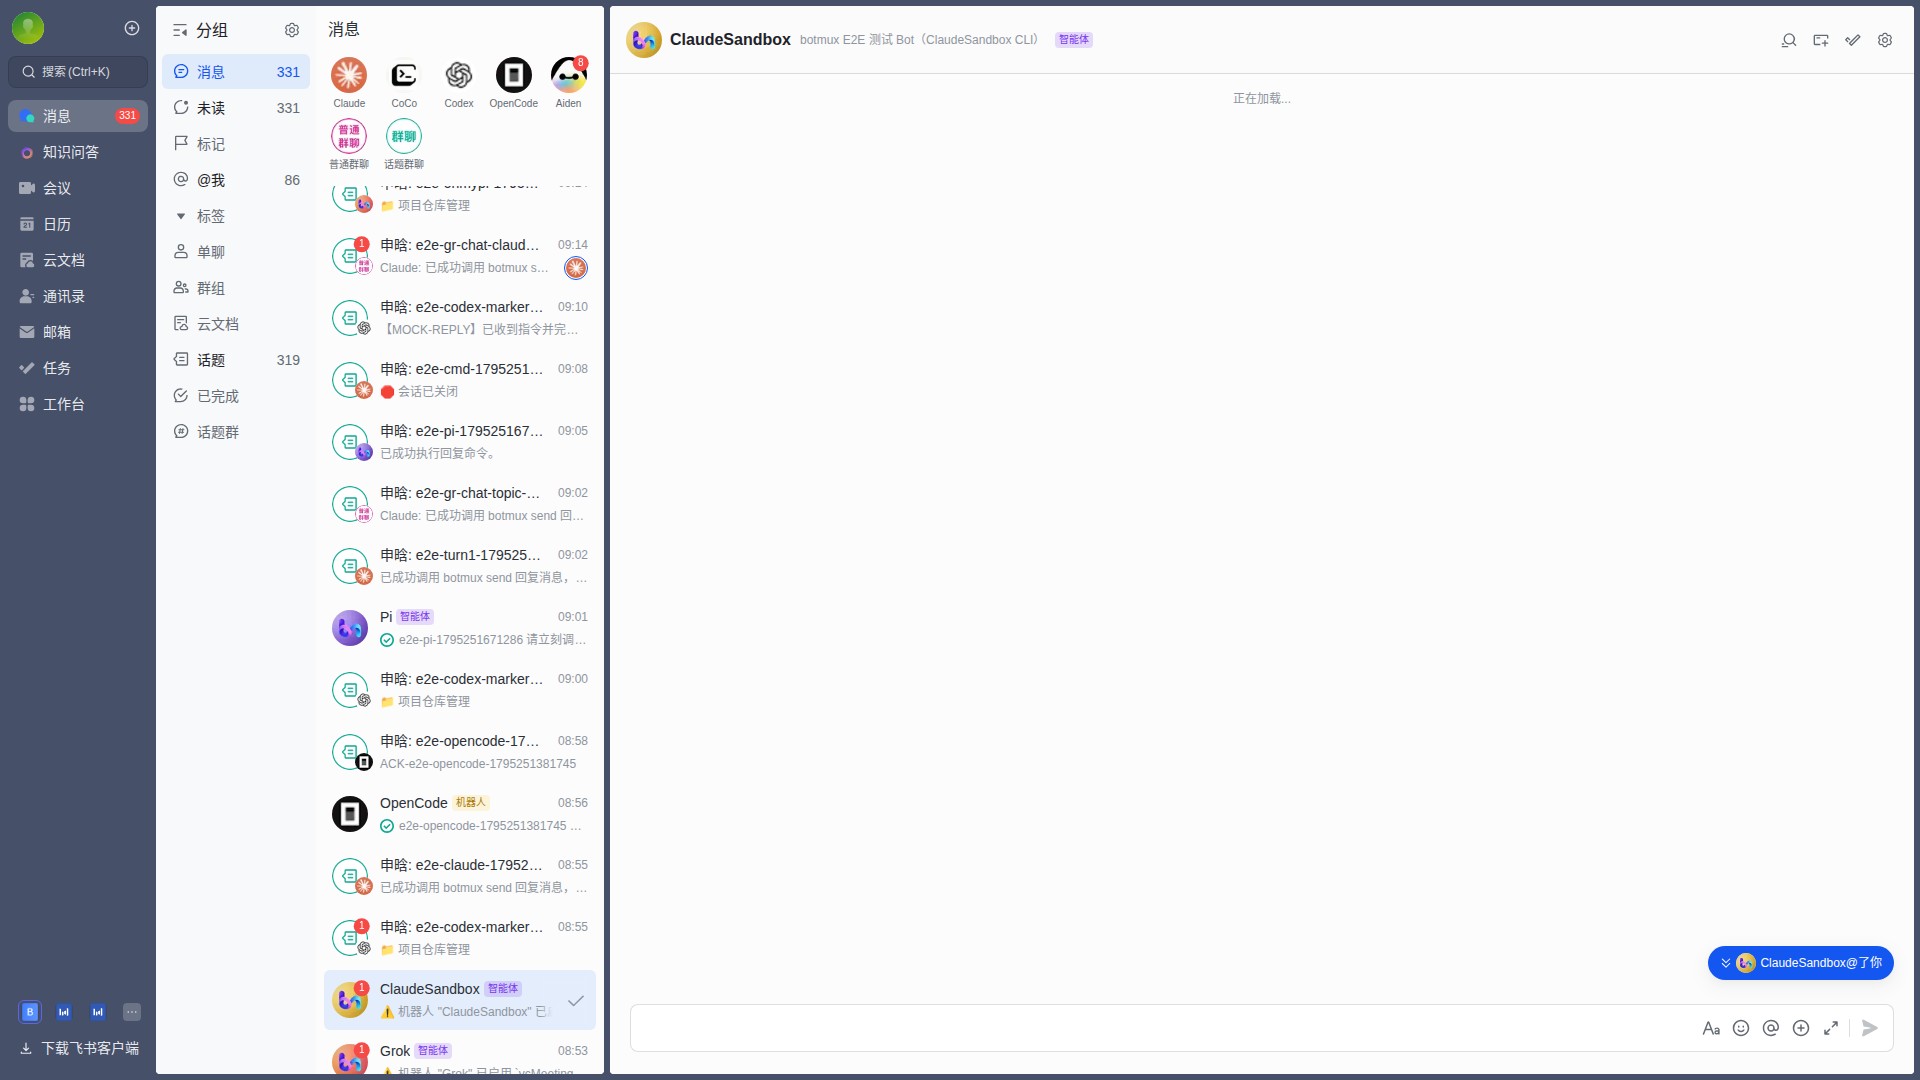 搜索 (Ctrl+K)
消息 331
知识问答
会议
日历
云文档
通讯录
邮箱
任务
工作台
B
下载飞书客户端
分组
消息 331
未读 331
标记
@我 86
标签
单聊
群组
云文档
话题 319
已完成
话题群
消息
8
Claude CoCo Codex OpenCode Aiden
普通群聊 群聊
普通群聊 话题群聊
项目仓库管理
1
申晗: e2e-gr-chat-claud… 09:14
Claude: 已成功调用 botmux s…
申晗: e2e-codex-marker… 09:10
【MOCK-REPLY】已收到指令并完…
申晗: e2e-cmd-1795251… 09:08
会话已关闭
申晗: e2e-pi-179525167… 09:05
已成功执行回复命令。
申晗: e2e-gr-chat-topic-… 09:02
Claude: 已成功调用 botmux send 回…
申晗: e2e-turn1-179525… 09:02
已成功调用 botmux send 回复消息，…
Pi 智能体 09:01
e2e-pi-1795251671286 请立刻调…
申晗: e2e-codex-marker… 09:00
项目仓库管理
申晗: e2e-opencode-17… 08:58
ACK-e2e-opencode-1795251381745
OpenCode 机器人 08:56
e2e-opencode-1795251381745 …
申晗: e2e-claude-17952… 08:55
已成功调用 botmux send 回复消息，…
1
申晗: e2e-codex-marker… 08:55
项目仓库管理
1
ClaudeSandbox 智能体
机器人 "ClaudeSandbox" 已
1
Grok 智能体 08:53
机器人 "Grok" 已启用 `vcMeeting
ClaudeSandbox botmux E2E 测试 Bot（ClaudeSandbox CLI） 智能体
正在加载...
ClaudeSandbox@了你
Aa